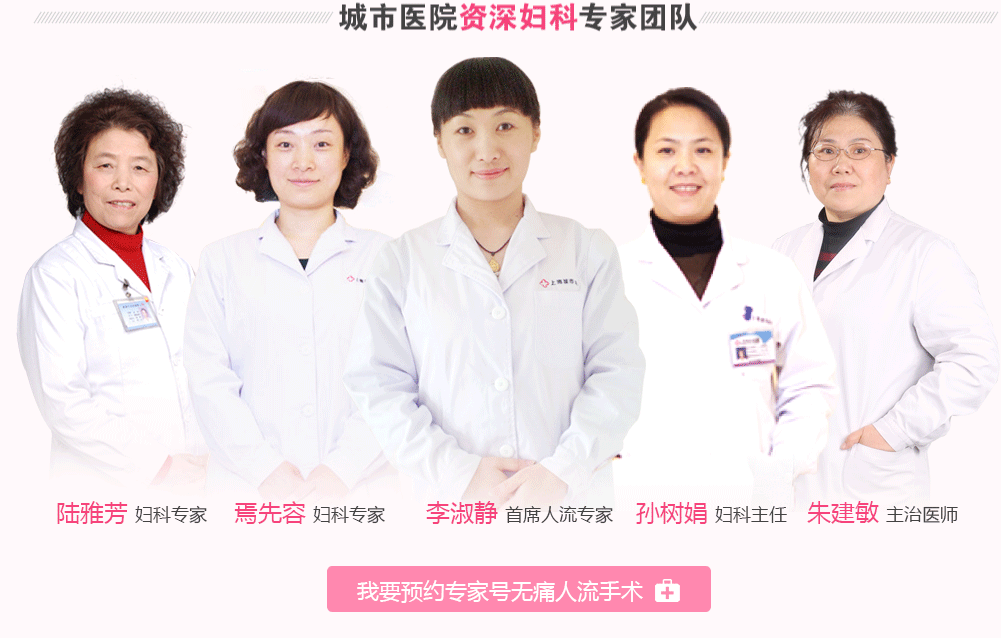 城市医院资深妇科专家团队
陆雅芳 妇科专家
焉先容 妇科专家
李淑静 首席人流专家
孙树娟 妇科主任
朱建敏 主治医师
我要预约专家号无痛人流手术